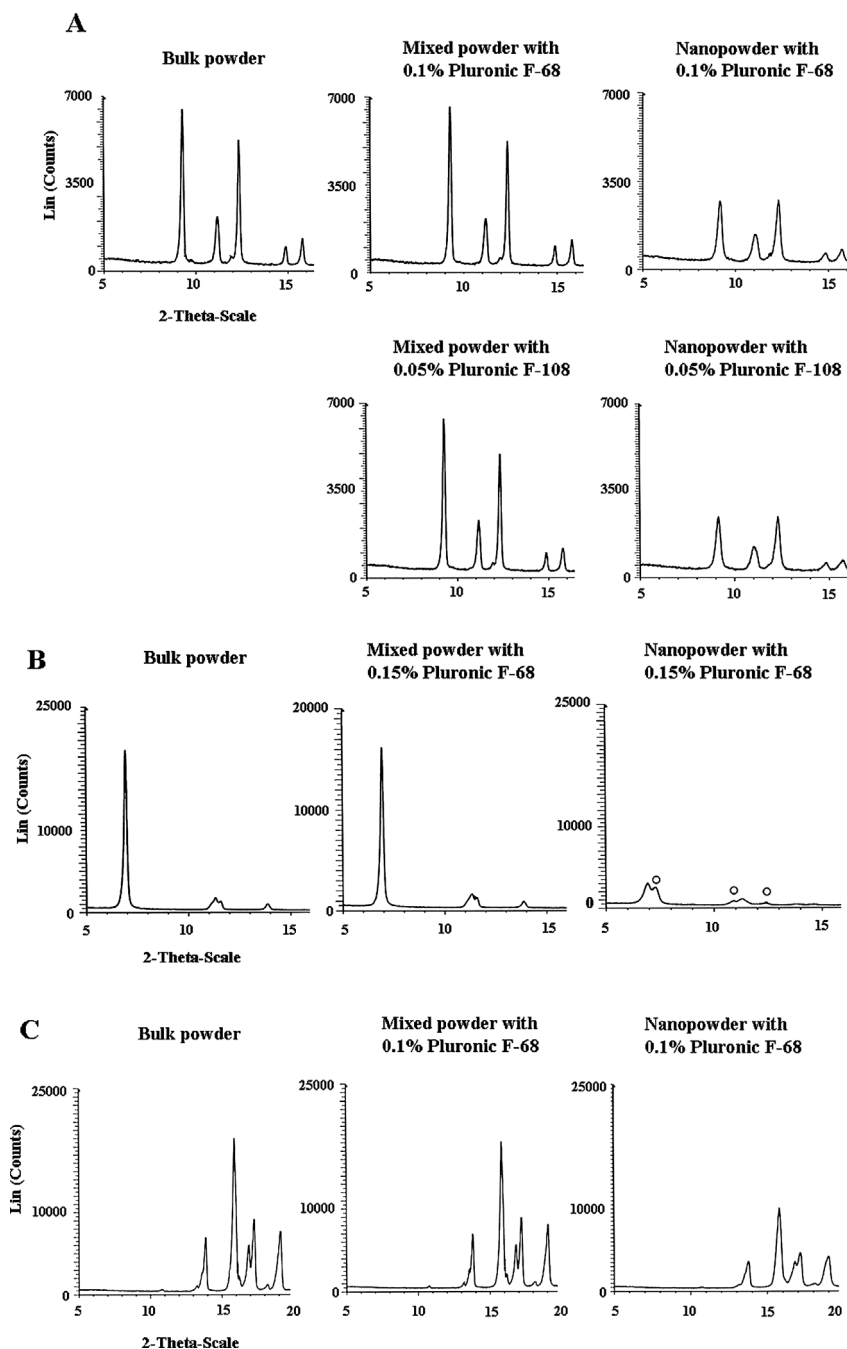 A
Bulk powder
Mixed powder with
0.1% Pluronic F-68
Nanopowder with
0.1% Pluronic F-68
Lin (Counts)
7000
3500
0
5
10
15
2-Theta-Scale
7000
3500
0
5
10
15
7000
3500
0
5
10
15
Mixed powder with
0.05% Pluronic F-108
Nanopowder with
0.05% Pluronic F-108
7000
3500
0
5
10
15
7000
3500
0
5
10
15
B
Bulk powder
Mixed powder with
0.15% Pluronic F-68
Nanopowder with
0.15% Pluronic F-68
Lin (Counts)
25000
10000
0
5
10
15
2-Theta-Scale
20000
10000
0
5
10
15
25000
10000
0
5
10
15
C
Bulk powder
Mixed powder with
0.1% Pluronic F-68
Nanopowder with
0.1% Pluronic F-68
Lin (Counts)
25000
10000
0
5
10
15
20
2-Theta-Scale
25000
10000
0
5
10
15
20
25000
10000
0
5
10
15
20